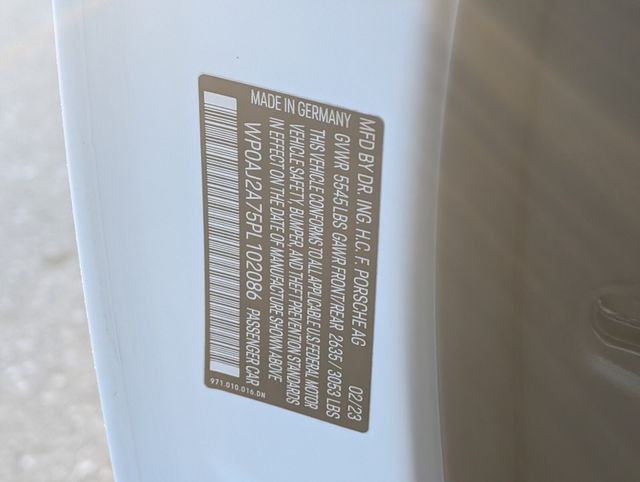 MFD BY DR. ING. H.C. F. PORSCHE AG 02/23
GVWR 5545 LBS GAWR FRONT/REAR 2635 / 3053 LBS
THIS VEHICLE CONFORMS TO ALL APPLICABLE U.S. FEDERAL MOTOR
VEHICLE SAFETY, BUMPER, AND THEFT PREVENTION STANDARDS
IN EFFECT ON THE DATE OF MANUFACTURE SHOWN ABOVE
WP0AJ2A75PL102086 PASSENGER CAR
MADE IN GERMANY
971.010.016.0N